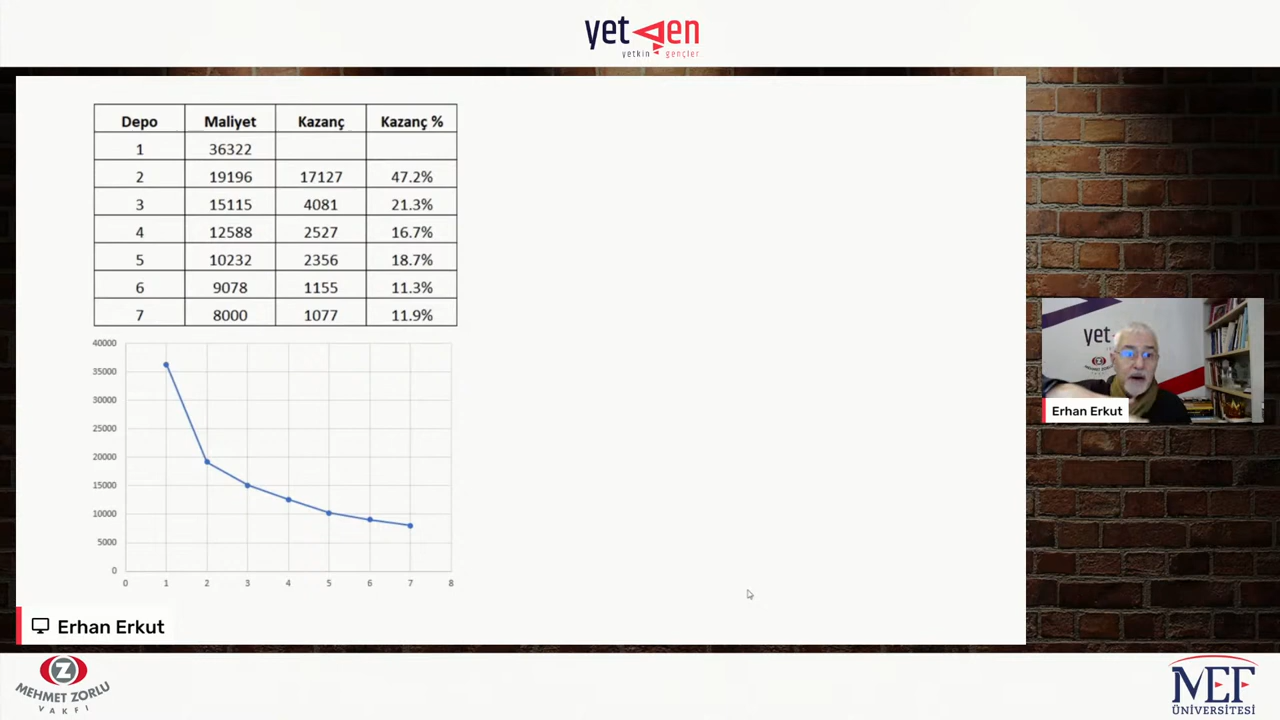 yetgen
yetkin gençler
Depo Maliyet Kazanç Kazanç %
1 36322
2 19196 17127 47.2%
3 15115 4081 21.3%
4 12588 2527 16.7%
5 10232 2356 18.7%
6 9078 1155 11.3%
7 8000 1077 11.9%
40000
35000
30000
25000
20000
15000
10000
5000
0
0 1 2 3 4 5 6 7 8
yet
Erhan Erkut
Erhan Erkut
Z
MEHMET ZORLU
VAKFI
MEF
ÜNİVERSİTESİ